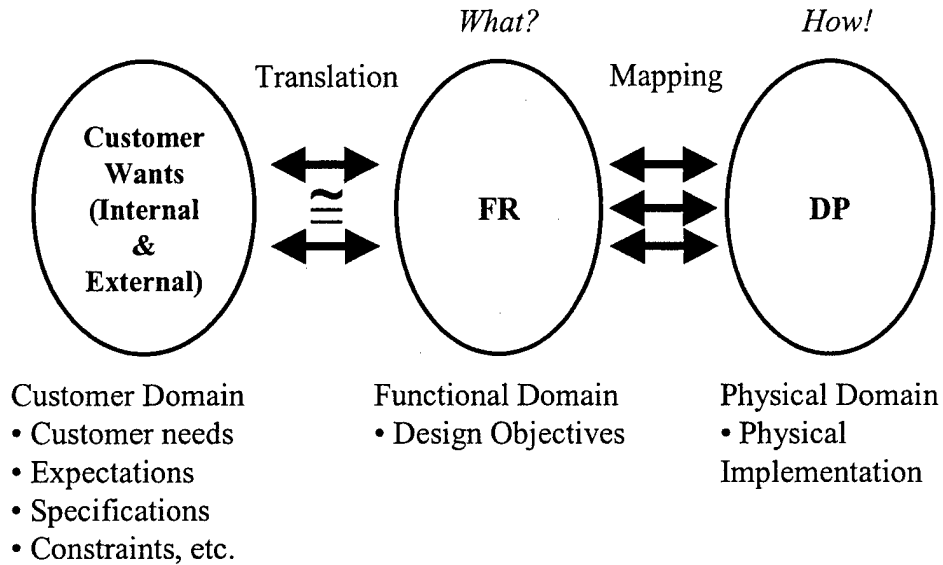 What?
How!
Translation
Mapping
Customer
Wants
(Internal
&
External)
≅
FR
DP
Customer Domain
• Customer needs
• Expectations
• Specifications
• Constraints, etc.
Functional Domain
• Design Objectives
Physical Domain
• Physical
Implementation